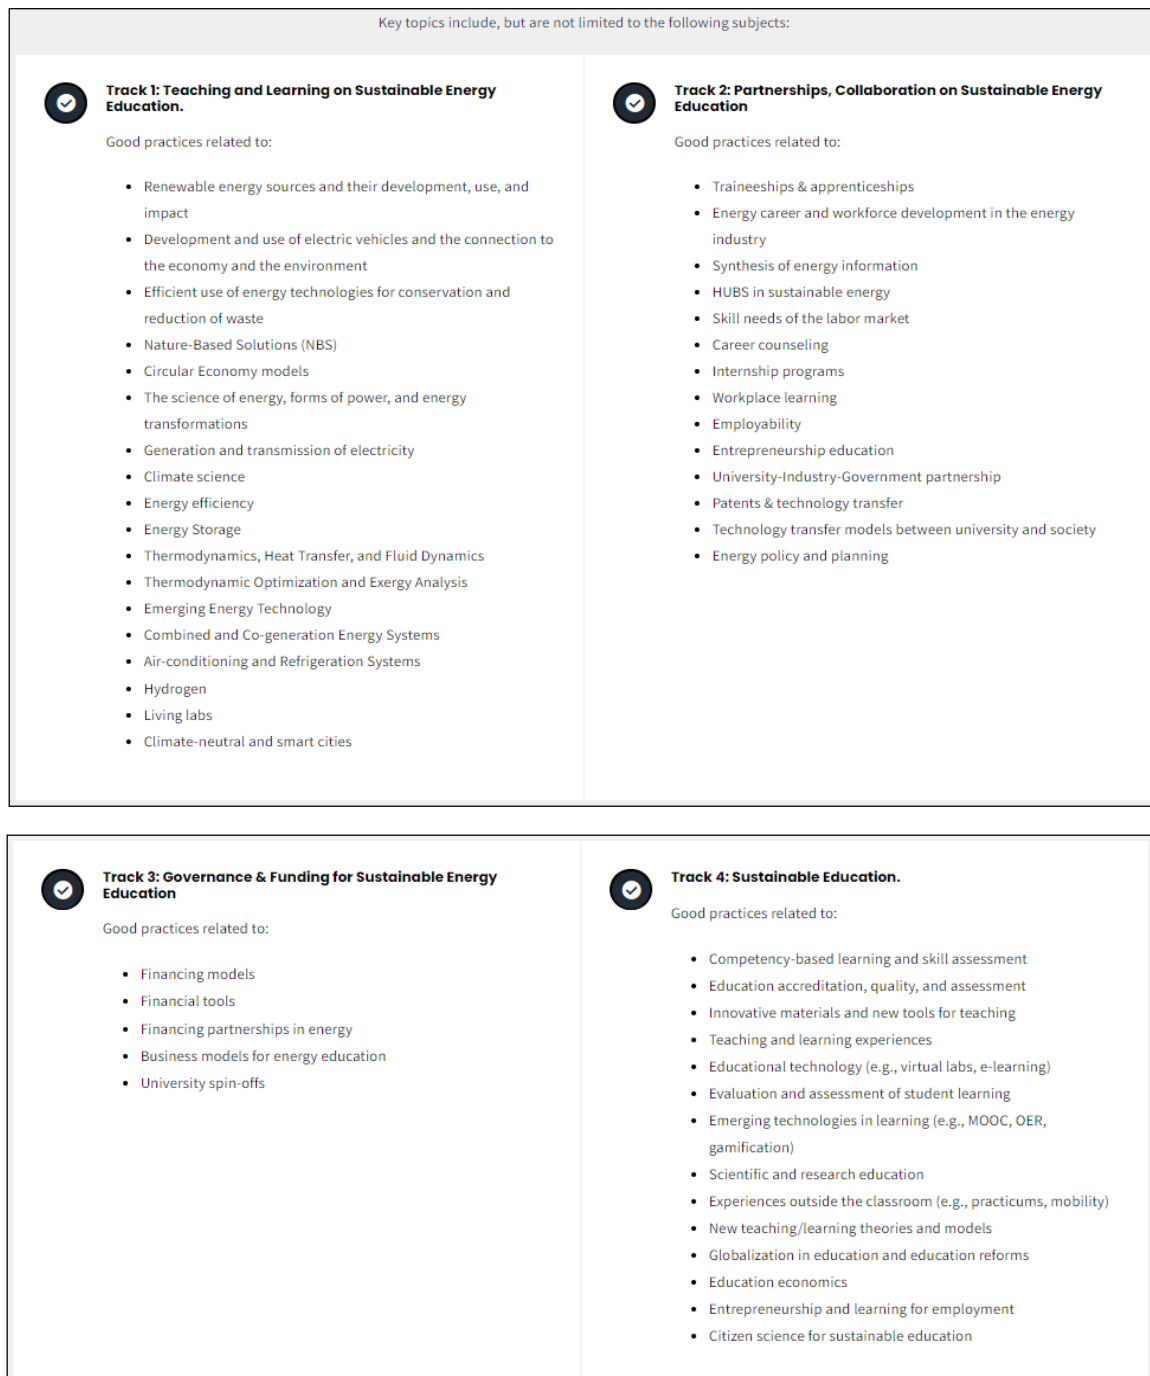 Key topics include, but are not limited to the following subjects:
Track 1: Teaching and Learning on Sustainable Energy
Education.
Good practices related to:
• Renewable energy sources and their development, use, and
impact
• Development and use of electric vehicles and the connection to
the economy and the environment
• Efficient use of energy technologies for conservation and
reduction of waste
• Nature-Based Solutions (NBS)
• Circular Economy models
• The science of energy, forms of power, and energy
transformations
• Generation and transmission of electricity
• Climate science
• Energy efficiency
• Energy Storage
• Thermodynamics, Heat Transfer, and Fluid Dynamics
• Thermodynamic Optimization and Exergy Analysis
• Emerging Energy Technology
• Combined and Co-generation Energy Systems
• Air-conditioning and Refrigeration Systems
• Hydrogen
• Living labs
• Climate-neutral and smart cities
Track 2: Partnerships, Collaboration on Sustainable Energy
Education
Good practices related to:
• Traineeships & apprenticeships
• Energy career and workforce development in the energy
industry
• Synthesis of energy information
• HUBS in sustainable energy
• Skill needs of the labor market
• Career counseling
• Internship programs
• Workplace learning
• Employability
• Entrepreneurship education
• University-Industry-Government partnership
• Patents & technology transfer
• Technology transfer models between university and society
• Energy policy and planning
Track 3: Governance & Funding for Sustainable Energy
Education
Good practices related to:
• Financing models
• Financial tools
• Financing partnerships in energy
• Business models for energy education
• University spin-offs
Track 4: Sustainable Education.
Good practices related to:
• Competency-based learning and skill assessment
• Education accreditation, quality, and assessment
• Innovative materials and new tools for teaching
• Teaching and learning experiences
• Educational technology (e.g., virtual labs, e-learning)
• Evaluation and assessment of student learning
• Emerging technologies in learning (e.g., MOOC, OER,
gamification)
• Scientific and research education
• Experiences outside the classroom (e.g., practicums, mobility)
• New teaching/learning theories and models
• Globalization in education and education reforms
• Education economics
• Entrepreneurship and learning for employment
• Citizen science for sustainable education